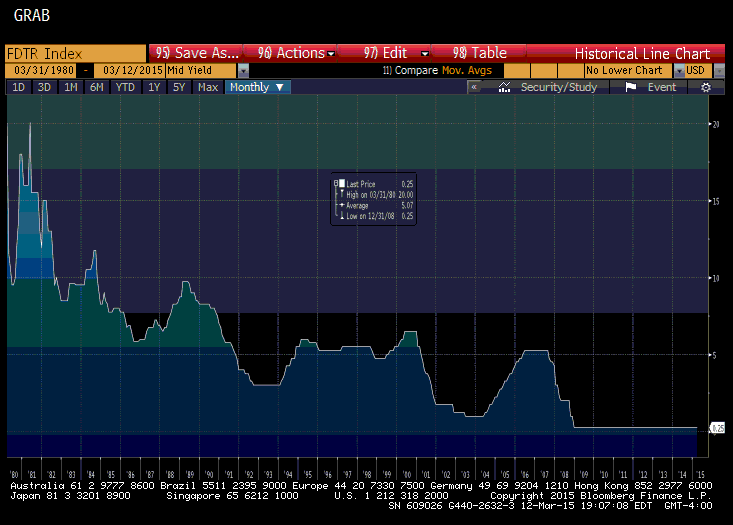 GRAB
FDTR Index 95) Save As... 96) Actions 97) Edit 98) Table Historical Line Chart
03/31/1980 - 03/12/2015 Mid Yield 11) Compare Mov. Avgs No Lower Chart USD
1D 3D 1M 6M YTD 1Y 5Y Max Monthly ▼ « Security/Study Event
Last Price 0.25
High on 03/31/80 20.00
Average 5.07
Low on 12/31/08 0.25
20
15
10
5
0.25
'80 '81 '82 '83 '84 '85 '86 '87 '88 '89 '90 '91 '92 '93 '94 '95 '96 '97 '98 '99 '00 '01 '02 '03 '04 '05 '06 '07 '08 '09 '10 '11 '12 '13 '14 '15
Australia 61 2 9777 8600 Brazil 5511 2395 9000 Europe 44 20 7330 7500 Germany 49 69 9204 1210 Hong Kong 852 2977 6000
Japan 81 3 3201 8900 Singapore 65 6212 1000 U.S. 1 212 318 2000 Copyright 2015 Bloomberg Finance L.P.
SN 609026 G440-2632-3 12-Mar-15 19:07:08 EDT GMT-4:00